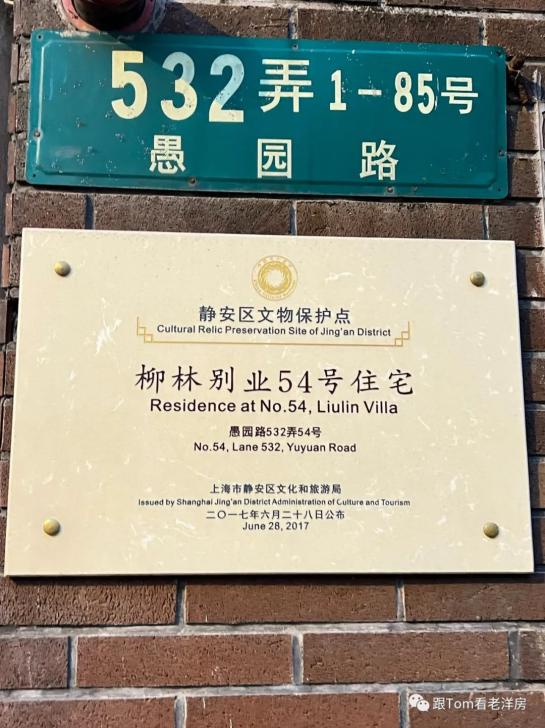 532弄1-85号
愚园路
静安区文物保护点
Cultural Relic Preservation Site of Jing'an District
柳林别业54号住宅
Residence at No.54, Liulin Villa
愚园路532弄54号
No.54, Lane 532, Yuyuan Road
上海市静安区文化和旅游局
Issued by Shanghai Jing'an District Administration of Culture and Tourism
二〇一七年六月二十八日公布
June 28, 2017
跟Tom看老洋房